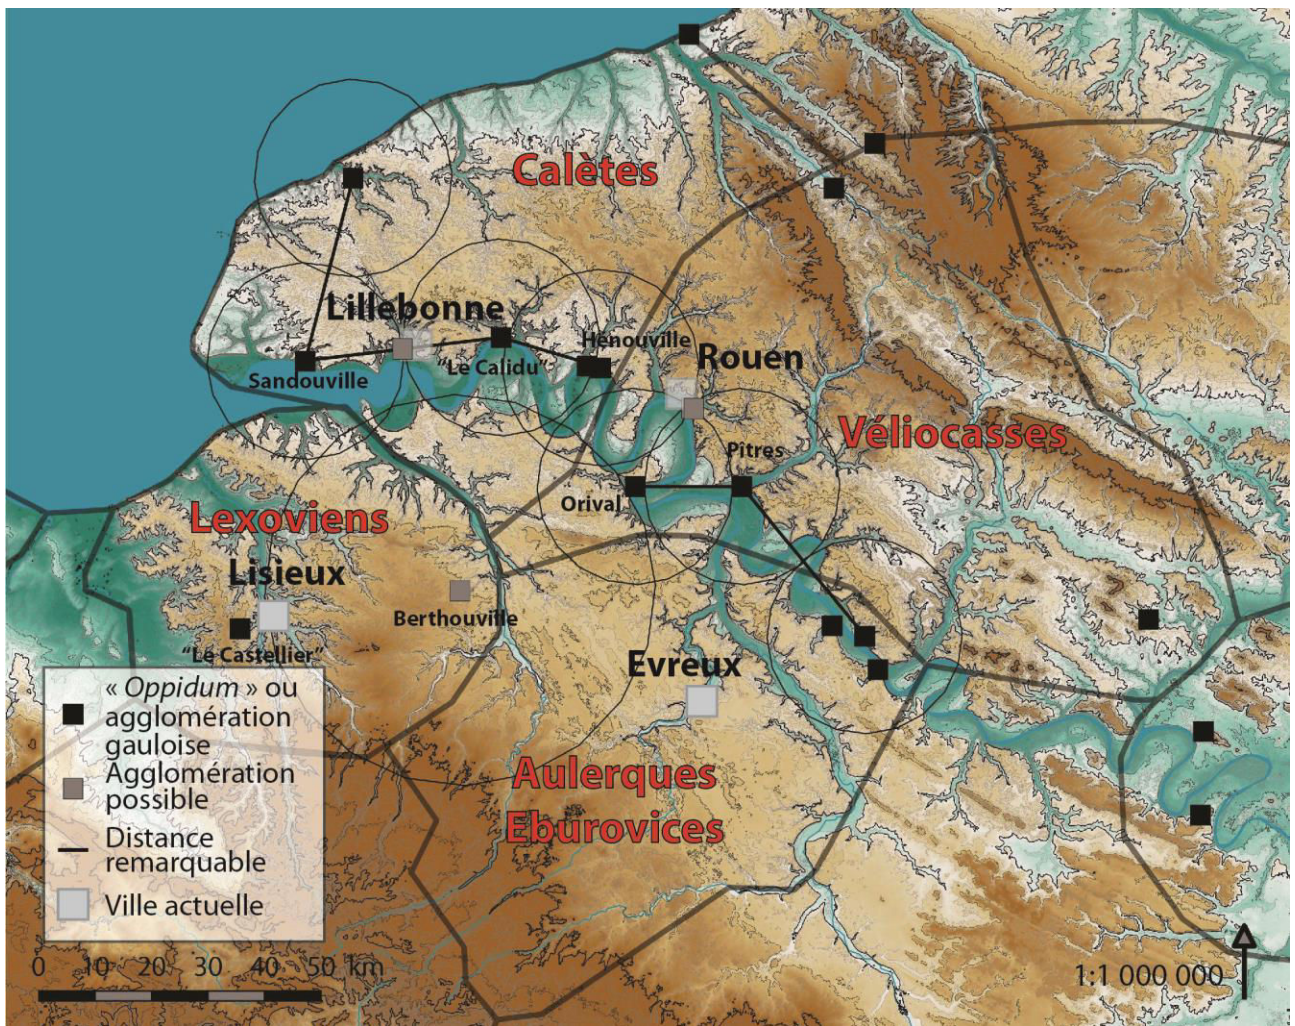 Calètes
Lillebonne
Hénouville
Rouen
"Le Calidu"
Sandouville
Véliocasses
Pîtres
Orival
Lexoviens
Lisieux
Berthouville
"Le Castellier"
Evreux
Aulerques
Eburovices
« Oppidum » ou
agglomération
gauloise
Agglomération
possible
Distance
remarquable
Ville actuelle
0 10 20 30 40 50 km
1:1 000 000